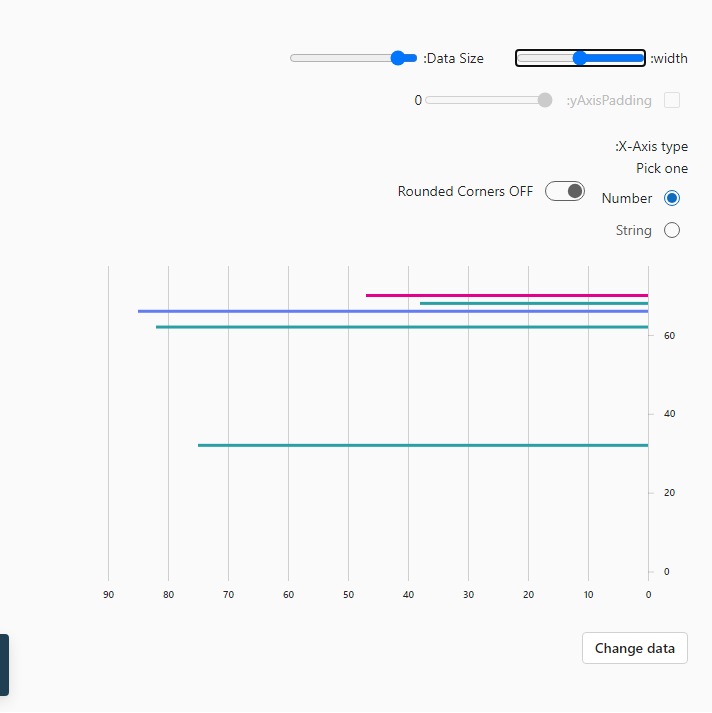 :Data Size
:width
0
:yAxisPadding
:X-Axis type
Pick one
Rounded Corners OFF
Number
String
60
40
20
0
90 80 70 60 50 40 30 20 10 0
Change data